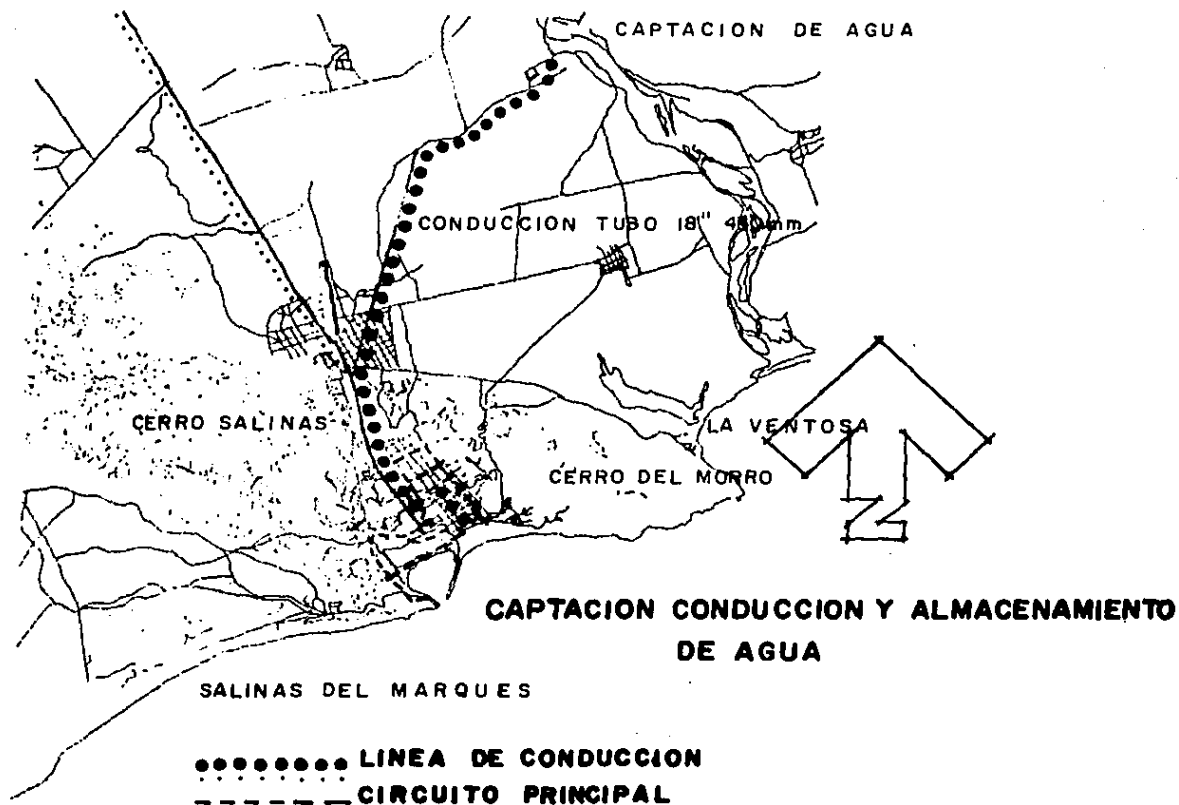 CAPTACION DE AGUA
CONDUCCION TUBO 18" 450mm
CERRO SALINAS
LA VENTOSA
CERRO DEL MORRO
N
CAPTACION CONDUCCION Y ALMACENAMIENTO
DE AGUA
SALINAS DEL MARQUES
LINEA DE CONDUCCION
CIRCUITO PRINCIPAL